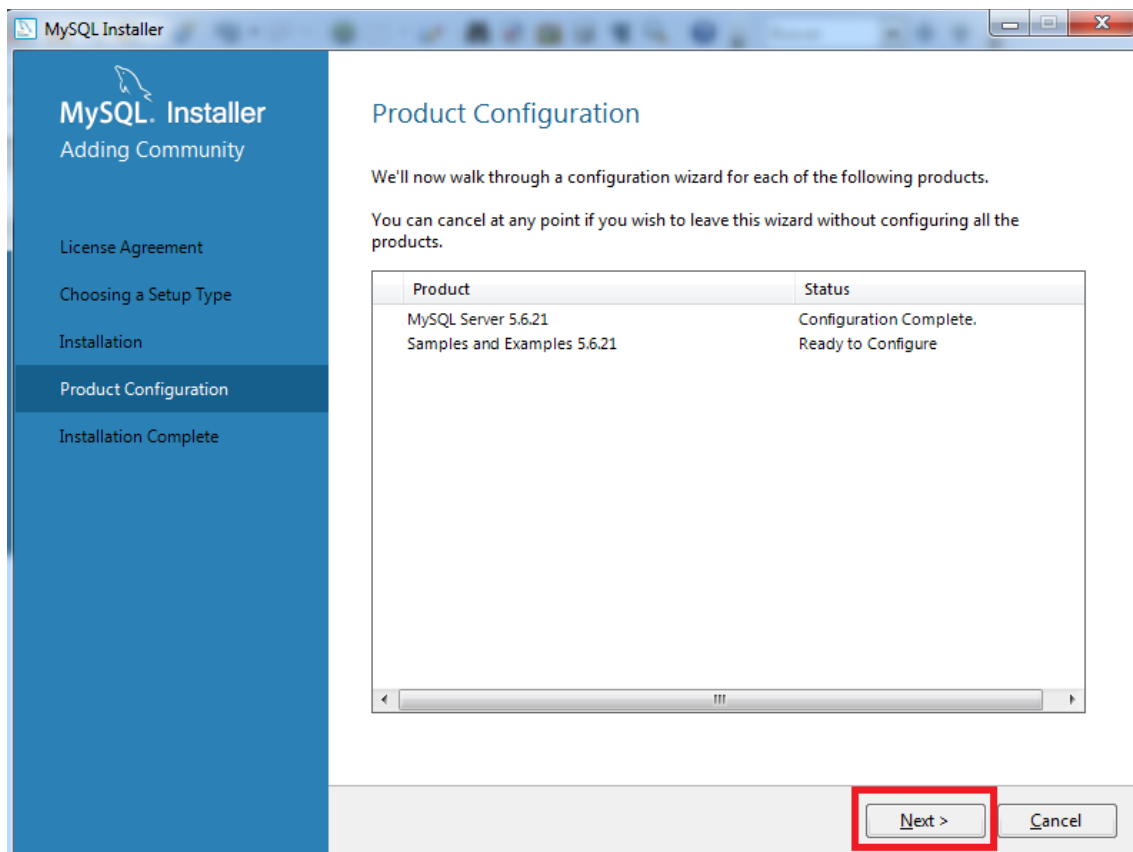 MySQL Installer
MySQL. Installer
Adding Community
License Agreement
Choosing a Setup Type
Installation
Product Configuration
Installation Complete
Product Configuration
We'll now walk through a configuration wizard for each of the following products.
You can cancel at any point if you wish to leave this wizard without configuring all the
products.
Product Status
MySQL Server 5.6.21 Configuration Complete.
Samples and Examples 5.6.21 Ready to Configure
Next > Cancel